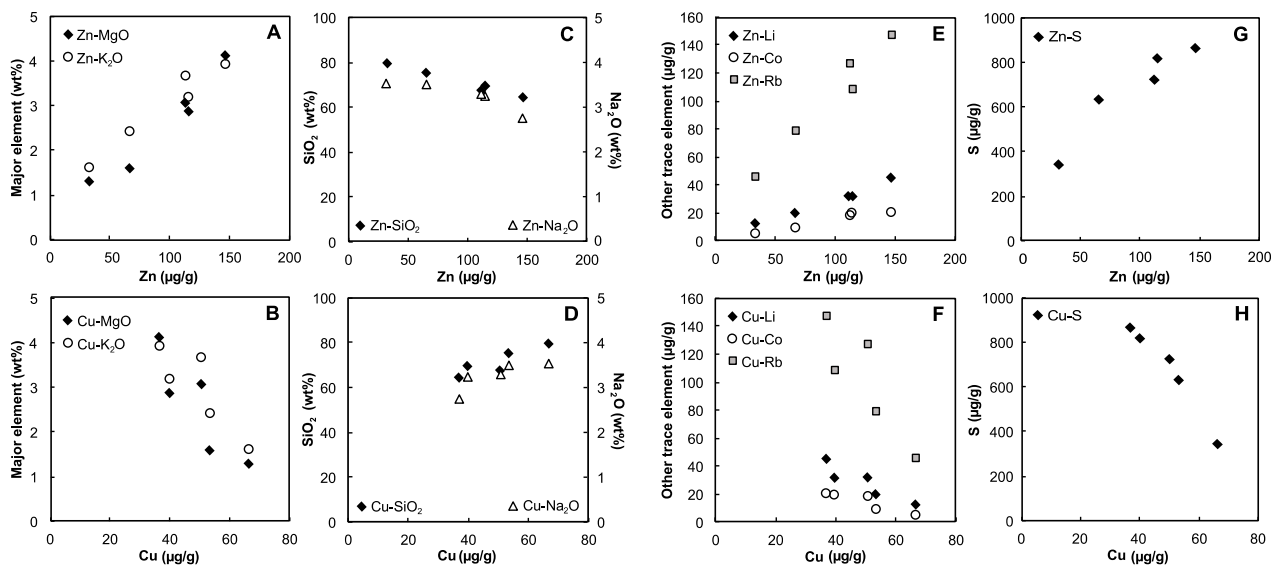 A
Zn-MgO
Zn-K₂O
Major element (wt%)
5
4
3
2
1
0
0
50
100
150
200
Zn (µg/g)
C
SiO₂ (wt%)
100
80
60
40
20
0
Na₂O (wt%)
5
4
3
2
1
0
Zn-SiO₂
Zn-Na₂O
0
50
100
150
200
Zn (µg/g)
E
Zn-Li
Zn-Co
Zn-Rb
Other trace element (µg/g)
160
140
120
100
80
60
40
20
0
0
50
100
150
200
Zn (µg/g)
G
Zn-S
S (µg/g)
1000
800
600
400
200
0
0
50
100
150
200
Zn (µg/g)
B
Cu-MgO
Cu-K₂O
Major element (wt%)
5
4
3
2
1
0
0
20
40
60
80
Cu (µg/g)
D
SiO₂ (wt%)
100
80
60
40
20
0
Na₂O (wt%)
5
4
3
2
1
0
Cu-SiO₂
Cu-Na₂O
0
20
40
60
80
Cu (µg/g)
F
Cu-Li
Cu-Co
Cu-Rb
Other trace element (µg/g)
160
140
120
100
80
60
40
20
0
0
20
40
60
80
Cu (µg/g)
H
Cu-S
S (µg/g)
1000
800
600
400
200
0
0
20
40
60
80
Cu (µg/g)